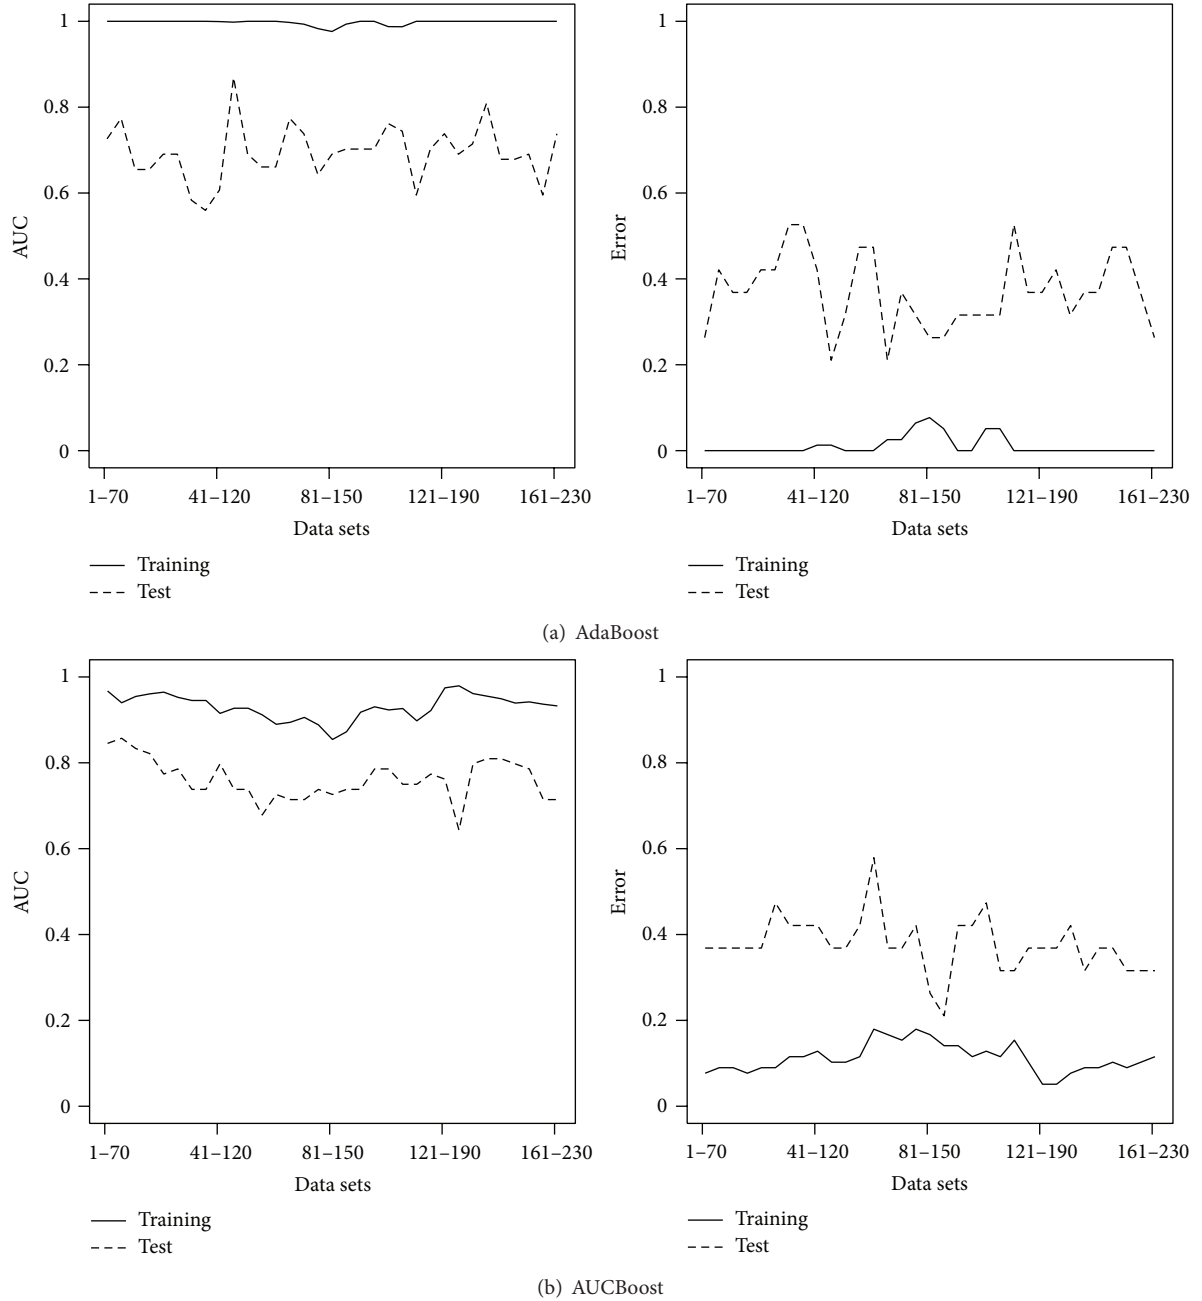 1
0.8
0.6
0.4
0.2
0
AUC
1–70
41–120
81–150
121–190
161–230
Data sets
Training
Test
1
0.8
0.6
0.4
0.2
0
Error
1–70
41–120
81–150
121–190
161–230
Data sets
Training
Test
(a) AdaBoost
1
0.8
0.6
0.4
0.2
0
AUC
1–70
41–120
81–150
121–190
161–230
Data sets
Training
Test
1
0.8
0.6
0.4
0.2
0
Error
1–70
41–120
81–150
121–190
161–230
Data sets
Training
Test
(b) AUCBoost